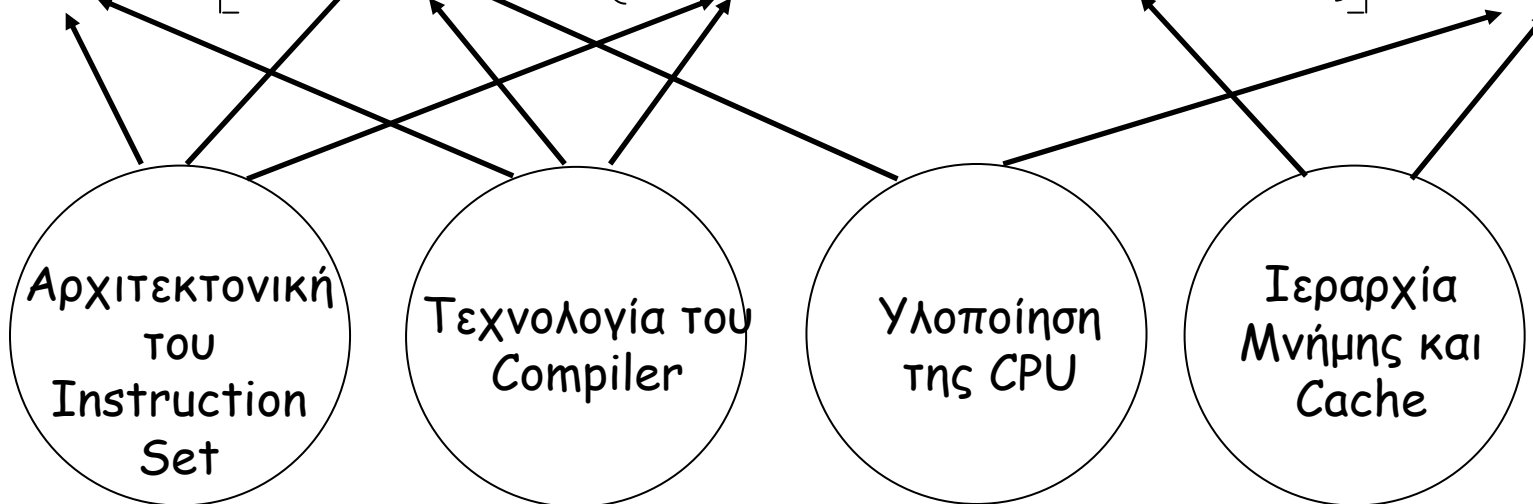 Αρχιτεκτονική
του
Instruction
Set
Τεχνολογία του
Compiler
Υλοποίηση
της CPU
Ιεραρχία
Μνήμης και
Cache